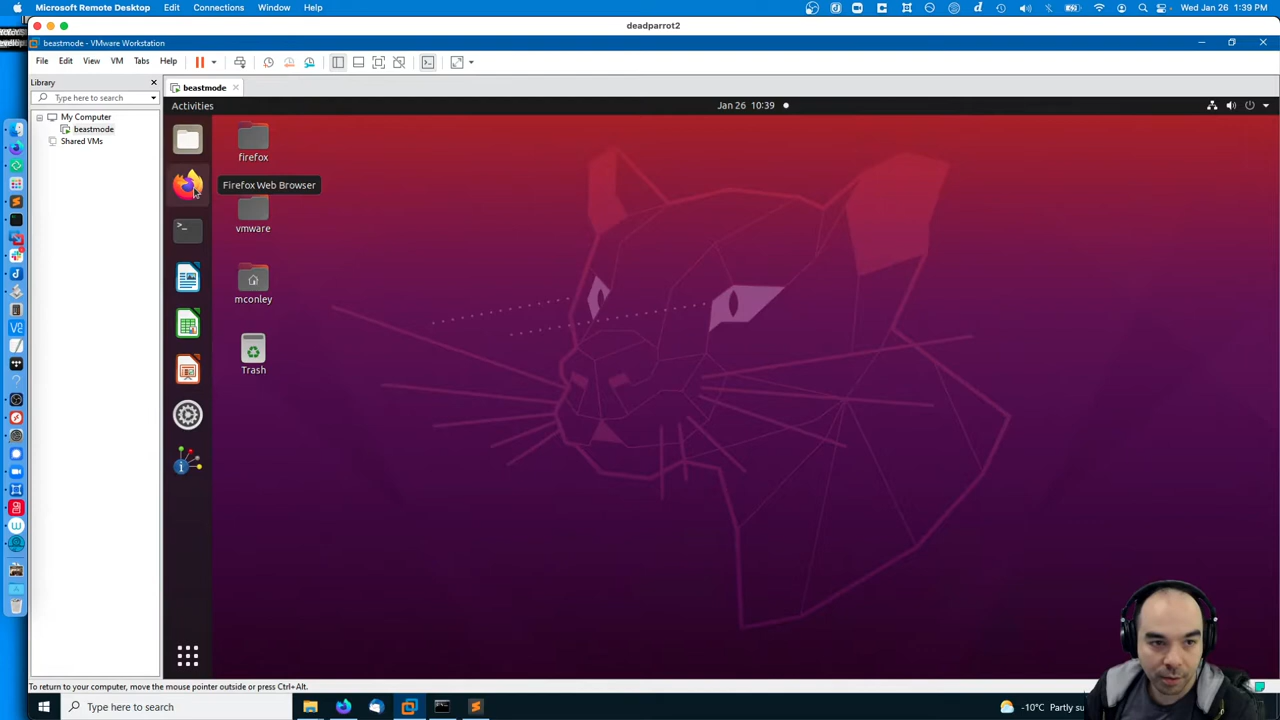 Microsoft Remote Desktop Edit Connections Window Help Wed Jan 26 1:39 PM
deadparrot2
beastmode - VMware Workstation
File Edit View VM Tabs Help
Library
Type here to search
My Computer
beastmode
Shared VMs
beastmode
Activities
Jan 26 10:39
firefox
Firefox Web Browser
vmware
mconley
Trash
To return to your computer, move the mouse pointer outside or press Ctrl+Alt.
Type here to search
-10°C Partly su